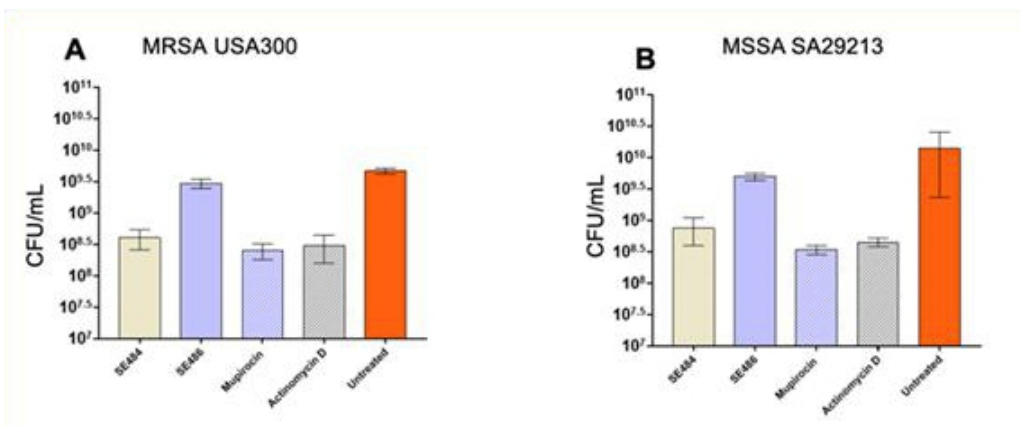 A MRSA USA300
CFU/mL
10^11
10^10.5
10^10
10^9.5
10^9
10^8.5
10^8
10^7.5
10^7
SE484
SE486
Mupirocin
Actinomycin D
Untreated
B MSSA SA29213
CFU/mL
10^11
10^10.5
10^10
10^9.5
10^9
10^8.5
10^8
10^7.5
10^7
SE484
SE486
Mupirocin
Actinomycin D
Untreated